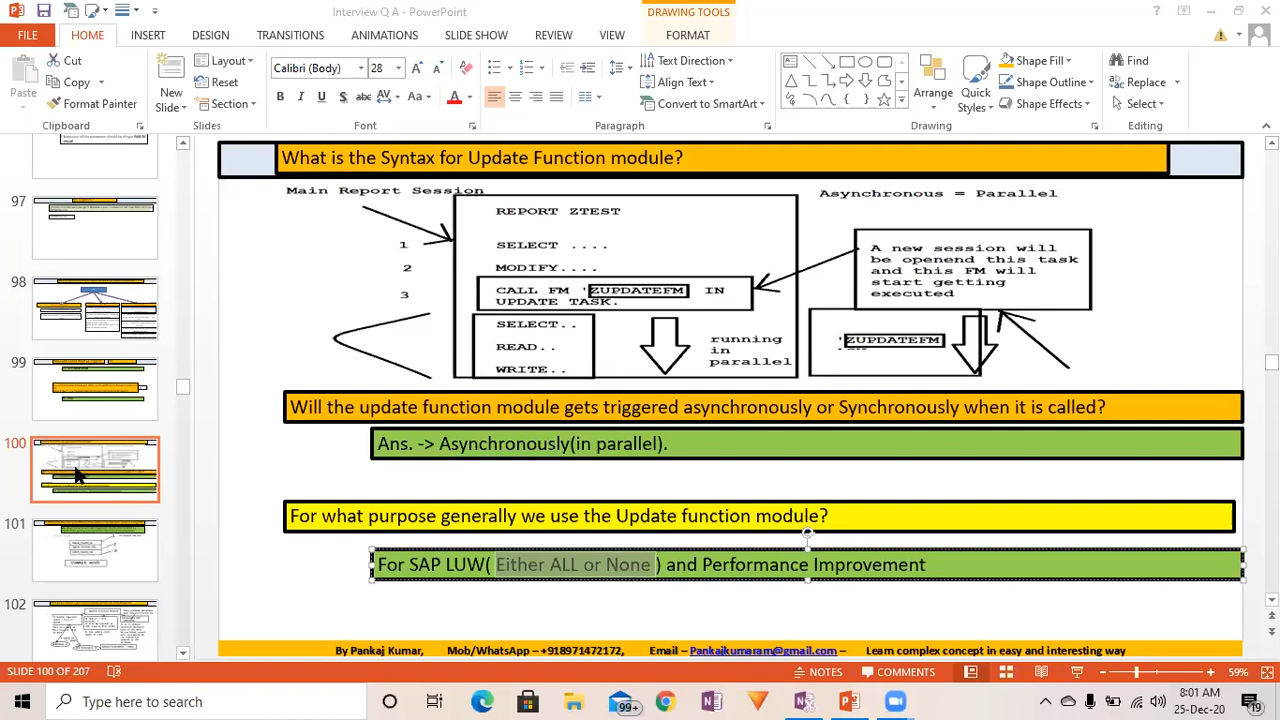 Interview Q A - PowerPoint
DRAWING TOOLS
FILE HOME INSERT DESIGN TRANSITIONS ANIMATIONS SLIDE SHOW REVIEW VIEW FORMAT
Paste
Cut
Copy
Format Painter
Clipboard
New Slide
Layout
Reset
Section
Slides
Calibri (Body) 28
Font
Text Direction
Align Text
Convert to SmartArt
Paragraph
Arrange
Quick Styles
Shape Fill
Shape Outline
Shape Effects
Drawing
Find
Replace
Select
Editing
97
98
99
100
101
102
What is the Syntax for Update Function module?
Main Report Session
Asynchronous = Parallel
REPORT ZTEST
1 SELECT ....
2 MODIFY....
3 CALL FM 'ZUPDATEFM IN
UPDATE TASK.
SELECT..
READ..
WRITE..
running
in
parallel
A new session will
be openend this task
and this FM will
start getting
executed
'ZUPDATEFM
Will the update function module gets triggered asynchronously or Synchronously when it is called?
Ans. -> Asynchronously(in parallel).
For what purpose generally we use the Update function module?
For SAP LUW( Either ALL or None ) and Performance Improvement
By Pankaj Kumar, Mob/WhatsApp – +918971472172, Email – Pankajkumaram@gmail.com – Learn complex concept in easy and interesting way
SLIDE 100 OF 207
NOTES
COMMENTS
59%
Type here to search
99+
8:01 AM
25-Dec-20
19